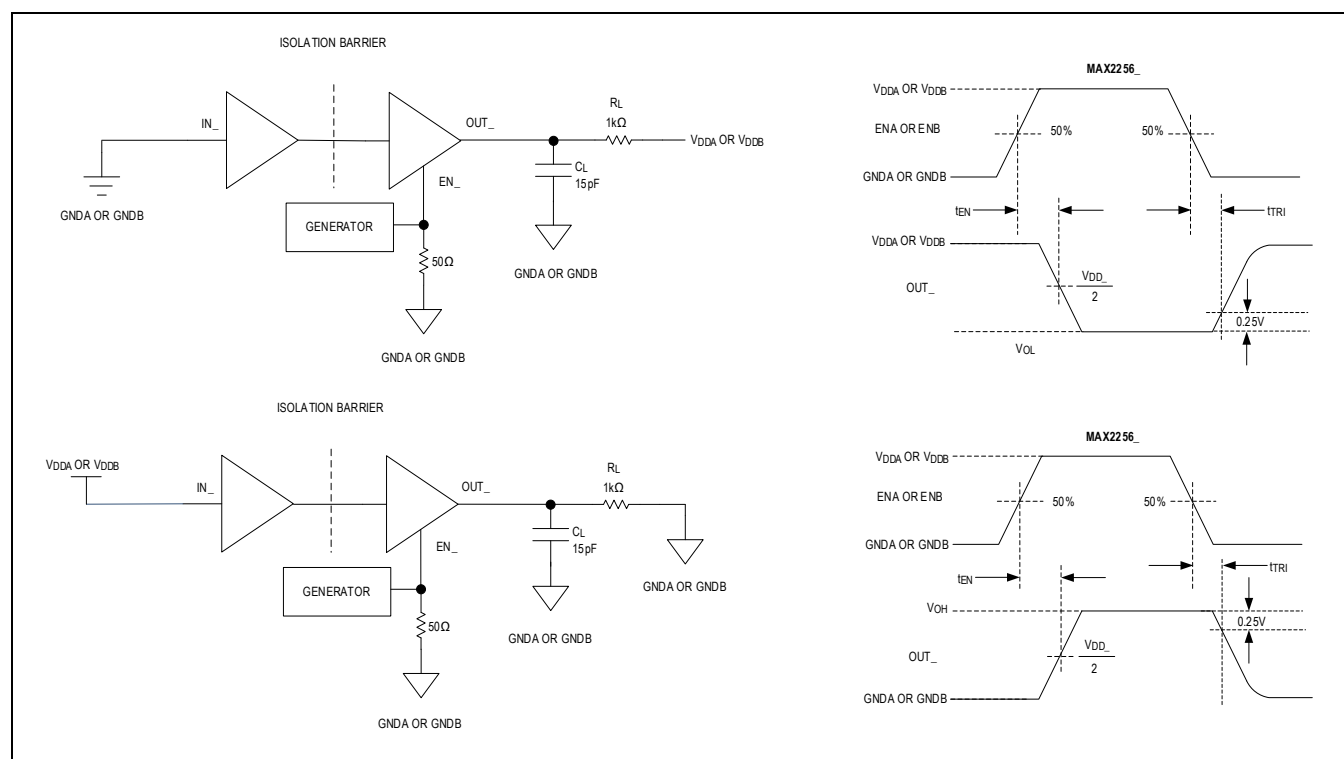 ISOLATION BARRIER
IN_
OUT_
RL
1kΩ
VDDA OR VDDB
CL
15pF
EN_
GNDA OR GNDB
GENERATOR
50Ω
GNDA OR GNDB
GNDA OR GNDB
MAX2256_
VDDA OR VDDB
ENA OR ENB
50%
50%
GNDA OR GNDB
tEN
tTRI
VDDA OR VDDB
OUT_
VDD_
2
0.25V
VOL
ISOLATION BARRIER
VDDA OR VDDB
IN_
OUT_
RL
1kΩ
CL
15pF
EN_
GNDA OR GNDB
GENERATOR
50Ω
GNDA OR GNDB
GNDA OR GNDB
MAX2256_
VDDA OR VDDB
ENA OR ENB
50%
50%
GNDA OR GNDB
tEN
tTRI
VOH
0.25V
OUT_
VDD_
2
GNDA OR GNDB